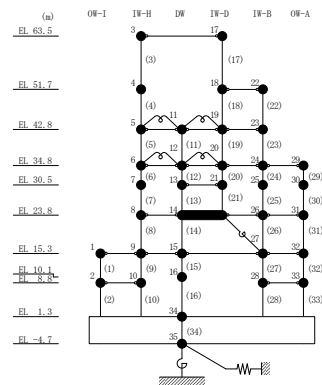 (m) OW-I IW-H DW IW-D IW-B OW-A
EL 63.5 3 17
(3) (17)
EL 51.7 4 18 22
(4) (18) (22)
EL 42.8 5 11 19 23
(5) (11) (19) (23)
EL 34.8 6 12 20 24 29
(6) (12) (20) (24) (29)
EL 30.5 7 13 21 25 30
(7) (13) (21) (25) (30)
EL 23.8 8 14 26 31
(8) (14) (26) (31)
27
EL 15.3 1 9 15 32
(1) (9) (15) (27) (32)
EL 10.1 16
EL 8.8 2 10 28 33
(2) (10) (16) (28) (33)
EL 1.3 34
(34)
EL -4.7 35